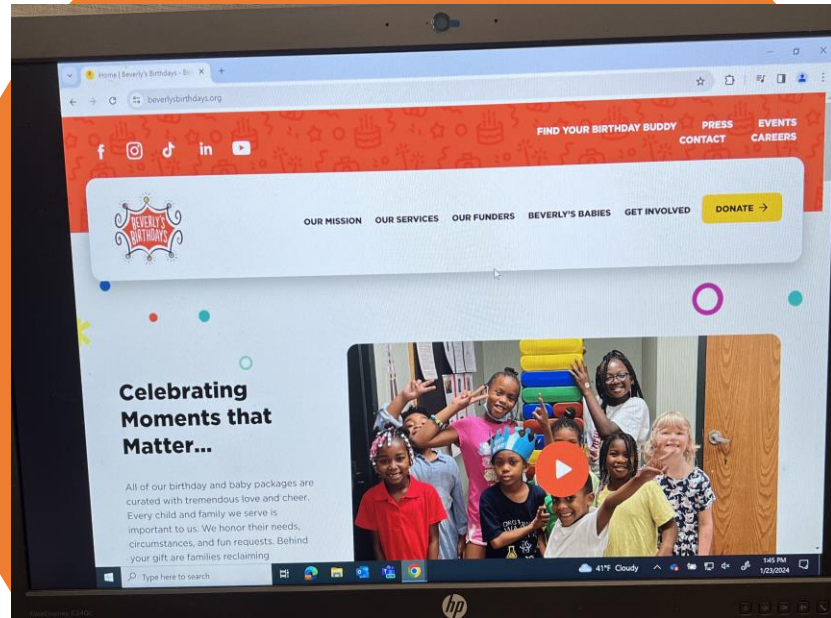 Home | Beverly's Birthdays - Bir
beverlysbirthdays.org
FIND YOUR BIRTHDAY BUDDY PRESS EVENTS
CONTACT CAREERS
f in
BEVERLY'S
BIRTHDAYS
OUR MISSION OUR SERVICES OUR FUNDERS BEVERLY'S BABIES GET INVOLVED DONATE →
Celebrating
Moments that
Matter...
All of our birthday and baby packages are
curated with tremendous love and cheer.
Every child and family we serve is
important to us. We honor their needs,
circumstances, and fun requests. Behind
your gift are families reclaiming
Type here to search
41°F Cloudy
1:45 PM
1/23/2024
hp